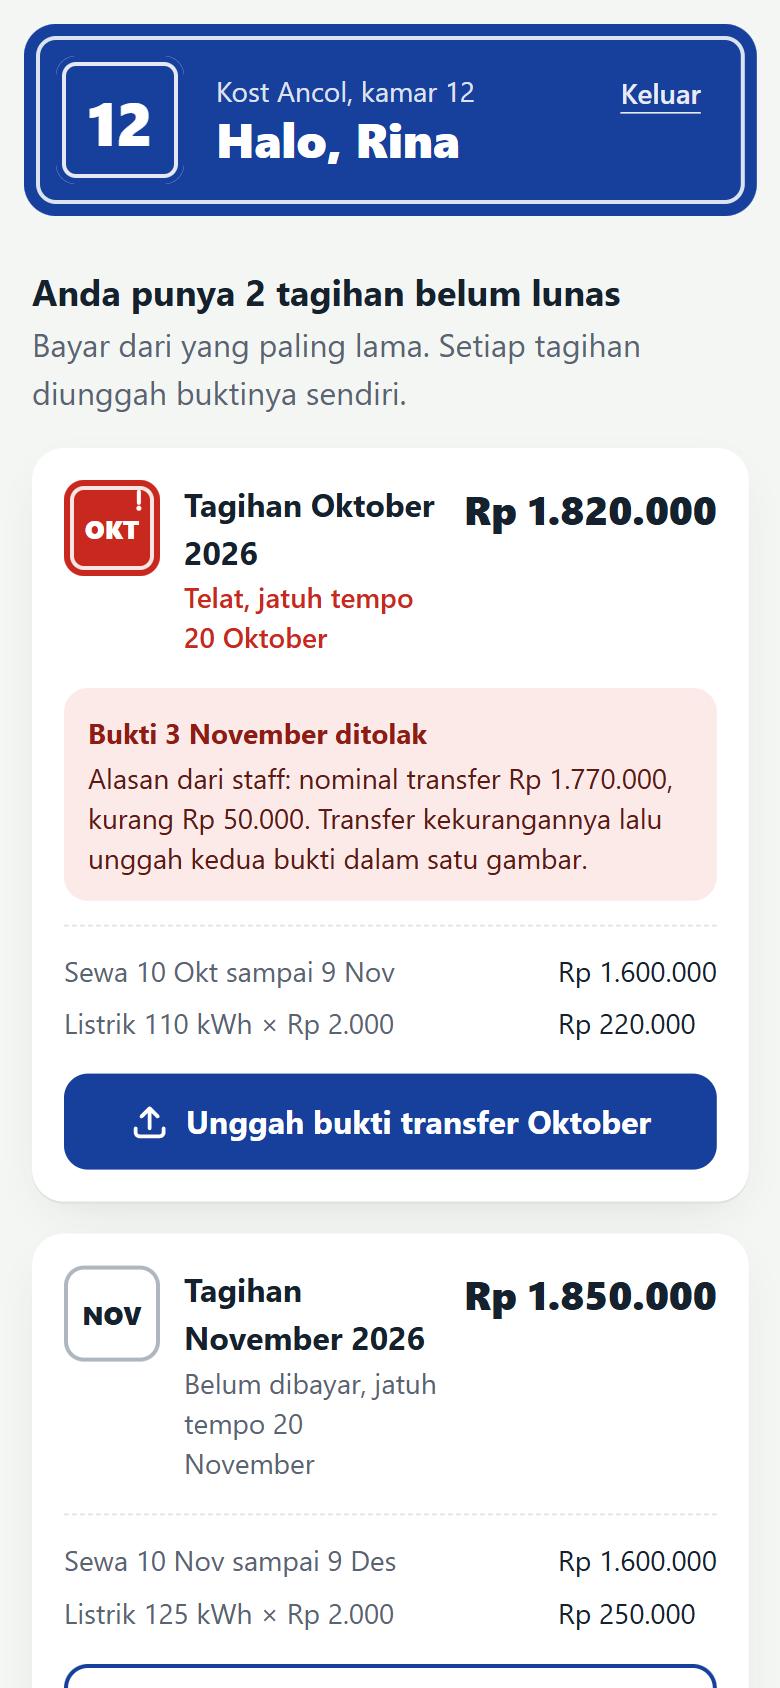 12
Kost Ancol, kamar 12
Halo, Rina
Keluar
Anda punya 2 tagihan belum lunas
Bayar dari yang paling lama. Setiap tagihan
diunggah buktinya sendiri.
!
OKT
Tagihan Oktober
2026
Rp 1.820.000
Telat, jatuh tempo
20 Oktober
Bukti 3 November ditolak
Alasan dari staff: nominal transfer Rp 1.770.000,
kurang Rp 50.000. Transfer kekurangannya lalu
unggah kedua bukti dalam satu gambar.
Sewa 10 Okt sampai 9 Nov Rp 1.600.000
Listrik 110 kWh × Rp 2.000 Rp 220.000
Unggah bukti transfer Oktober
NOV
Tagihan
November 2026
Rp 1.850.000
Belum dibayar, jatuh
tempo 20
November
Sewa 10 Nov sampai 9 Des Rp 1.600.000
Listrik 125 kWh × Rp 2.000 Rp 250.000